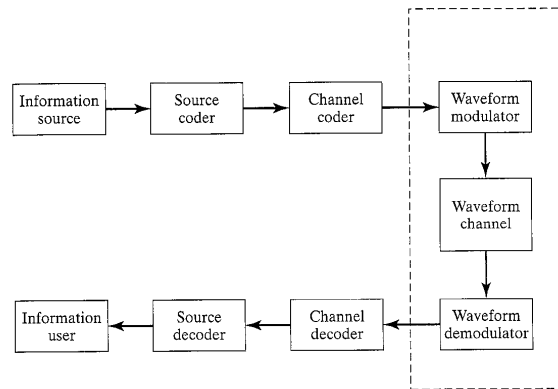 Information
source
Source
coder
Channel
coder
Waveform
modulator
Waveform
channel
Information
user
Source
decoder
Channel
decoder
Waveform
demodulator